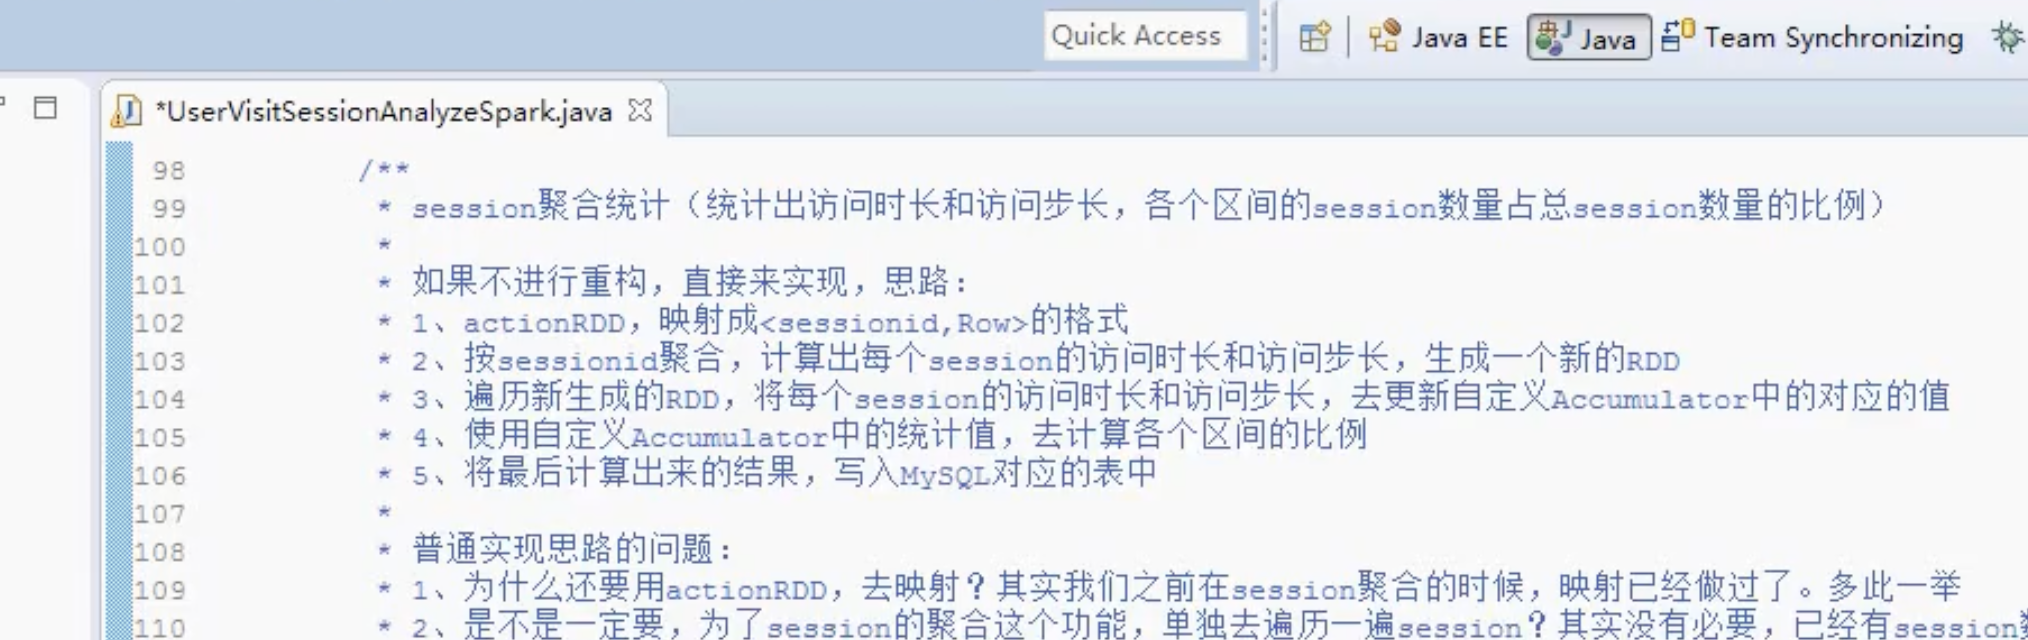 Quick Access Java EE Java Team Synchronizing
*UserVisitSessionAnalyzeSpark.java
98 /**
99 * session聚合统计（统计出访问时长和访问步长，各个区间的session数量占总session数量的比例）
100 *
101 * 如果不进行重构，直接来实现，思路：
102 * 1、actionRDD，映射成<sessionid,Row>的格式
103 * 2、按sessionid聚合，计算出每个session的访问时长和访问步长，生成一个新的RDD
104 * 3、遍历新生成的RDD，将每个session的访问时长和访问步长，去更新自定义Accumulator中的对应的值
105 * 4、使用自定义Accumulator中的统计值，去计算各个区间的比例
106 * 5、将最后计算出来的结果，写入MySQL对应的表中
107 *
108 * 普通实现思路的问题：
109 * 1、为什么还要用actionRDD，去映射？其实我们之前在session聚合的时候，映射已经做过了。多此一举
110 * 2、是不是一定要，为了session的聚合这个功能，单独去遍历一遍session？其实没有必要，已经有session